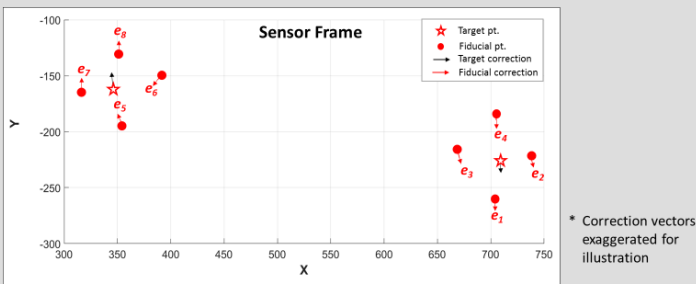 Sensor Frame
Target pt.
Fiducial pt.
Target correction
Fiducial correction
-100
-150
-200
-250
-300
Y
e8
e7
e6
e5
e4
e3
e2
e1
300
350
400
450
500
550
600
650
700
750
X
* Correction vectors
exaggerated for
illustration